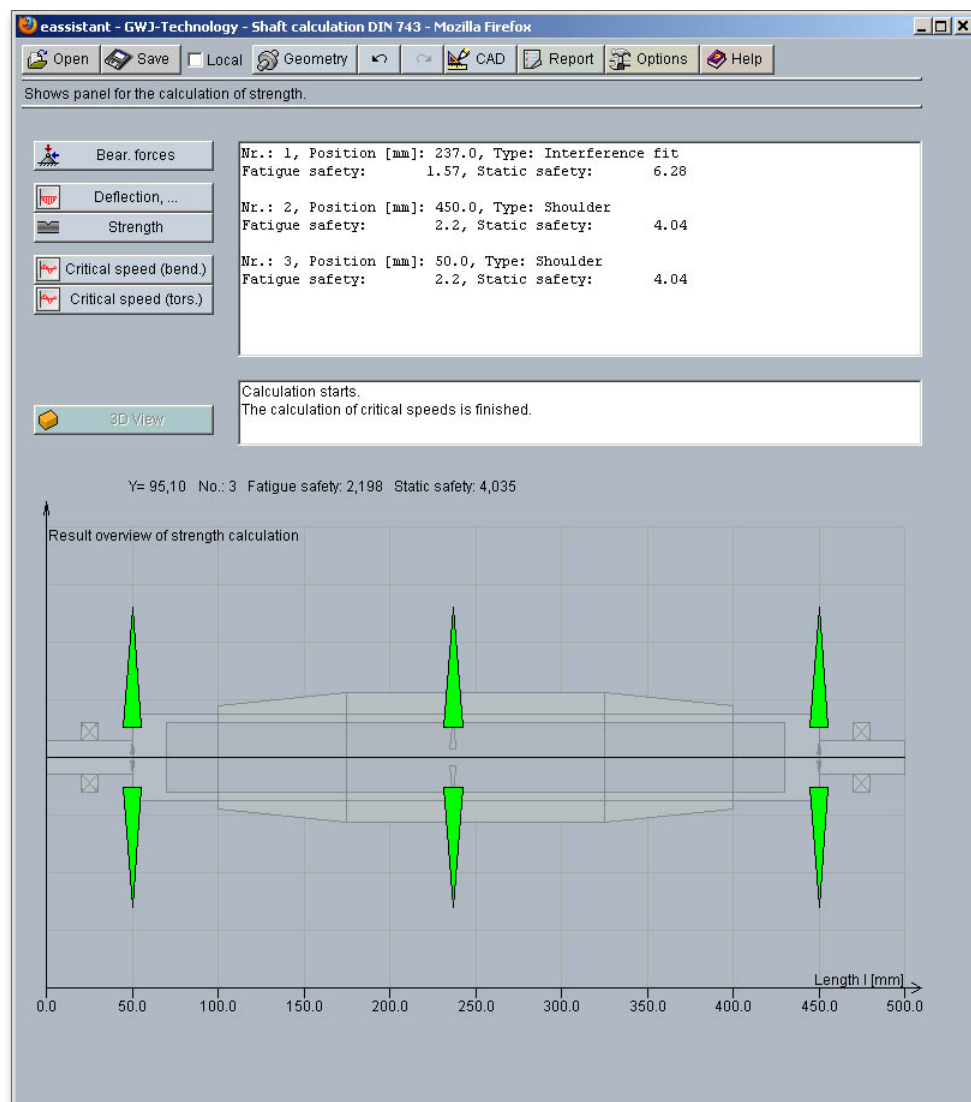 eassistant - GWJ-Technology - Shaft calculation DIN 743 - Mozilla Firefox
Open Save Local Geometry CAD Report Options Help
Shows panel for the calculation of strength.
Bear. forces
Deflection, ...
Strength
Critical speed (bend.)
Critical speed (tors.)
Nr.: 1, Position [mm]: 237.0, Type: Interference fit
Fatigue safety: 1.57, Static safety: 6.28
Nr.: 2, Position [mm]: 450.0, Type: Shoulder
Fatigue safety: 2.2, Static safety: 4.04
Nr.: 3, Position [mm]: 50.0, Type: Shoulder
Fatigue safety: 2.2, Static safety: 4.04
3D View
Calculation starts.
The calculation of critical speeds is finished.
Y= 95,10 No.: 3 Fatigue safety: 2,198 Static safety: 4,035
Result overview of strength calculation
Length l [mm]
0.0 50.0 100.0 150.0 200.0 250.0 300.0 350.0 400.0 450.0 500.0